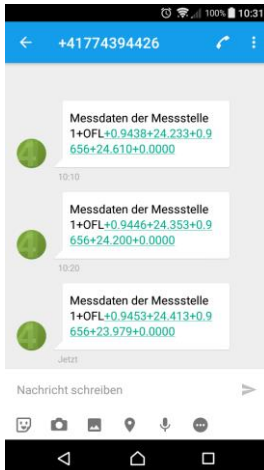 100% 10:31
+41774394426
Messdaten der Messstelle
1+OFL+0.9438+24.233+0.9
656+24.610+0.0000
10:10
Messdaten der Messstelle
1+OFL+0.9446+24.353+0.9
656+24.200+0.0000
10:20
Messdaten der Messstelle
1+OFL+0.9453+24.413+0.9
656+23.979+0.0000
Jetzt
Nachricht schreiben